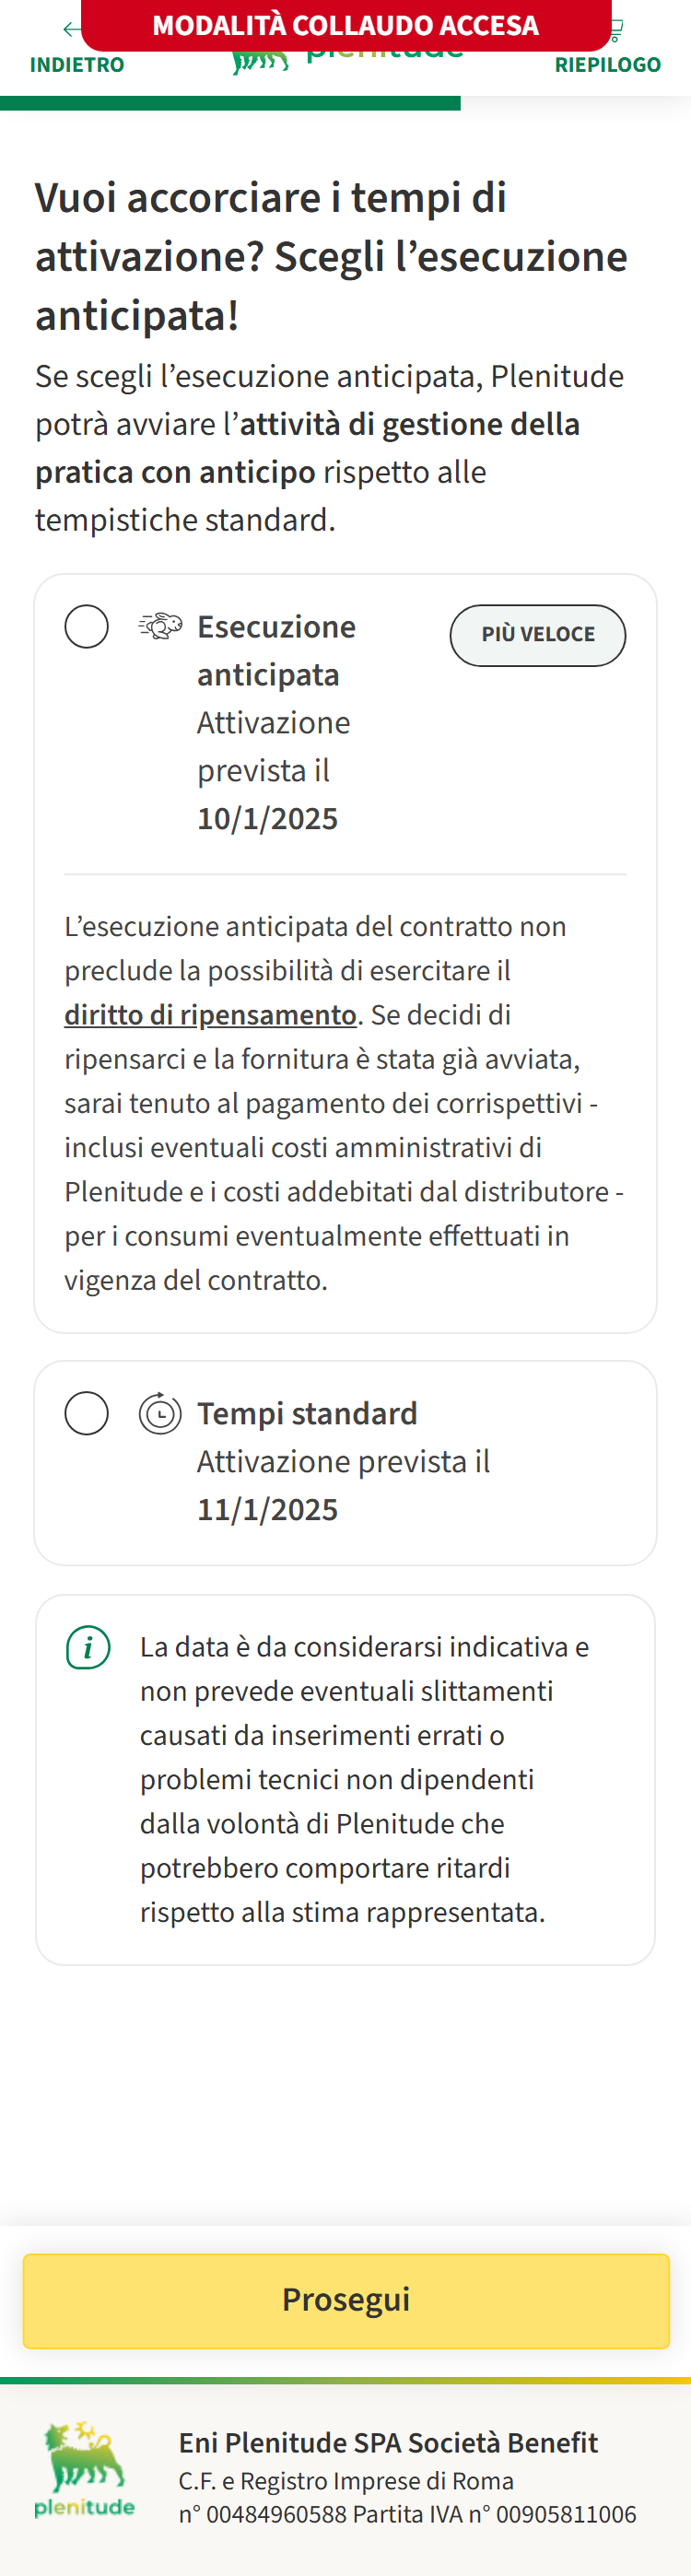 MODALITÀ COLLAUDO ACCESA
INDIETRO
plenitude
RIEPILOGO
Vuoi accorciare i tempi di
attivazione? Scegli l’esecuzione
anticipata!
Se scegli l’esecuzione anticipata, Plenitude
potrà avviare l’attività di gestione della
pratica con anticipo rispetto alle
tempistiche standard.
Esecuzione
anticipata
PIÙ VELOCE
Attivazione
prevista il
10/1/2025
L’esecuzione anticipata del contratto non
preclude la possibilità di esercitare il
diritto di ripensamento. Se decidi di
ripensarci e la fornitura è stata già avviata,
sarai tenuto al pagamento dei corrispettivi -
inclusi eventuali costi amministrativi di
Plenitude e i costi addebitati dal distributore -
per i consumi eventualmente effettuati in
vigenza del contratto.
Tempi standard
Attivazione prevista il
11/1/2025
La data è da considerarsi indicativa e
non prevede eventuali slittamenti
causati da inserimenti errati o
problemi tecnici non dipendenti
dalla volontà di Plenitude che
potrebbero comportare ritardi
rispetto alla stima rappresentata.
Prosegui
plenitude
Eni Plenitude SPA Società Benefit
C.F. e Registro Imprese di Roma
n° 00484960588 Partita IVA n° 00905811006